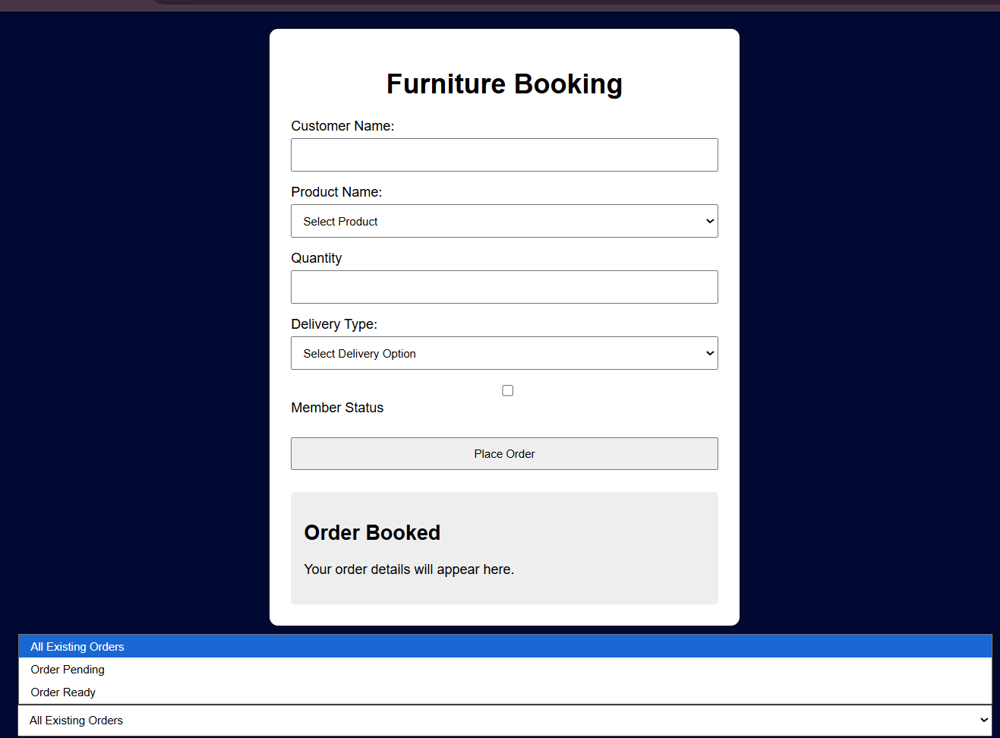 Furniture Booking
Customer Name:
Product Name:
Select Product
Quantity
Delivery Type:
Select Delivery Option
Member Status
Place Order
Order Booked
Your order details will appear here.
All Existing Orders
Order Pending
Order Ready
All Existing Orders